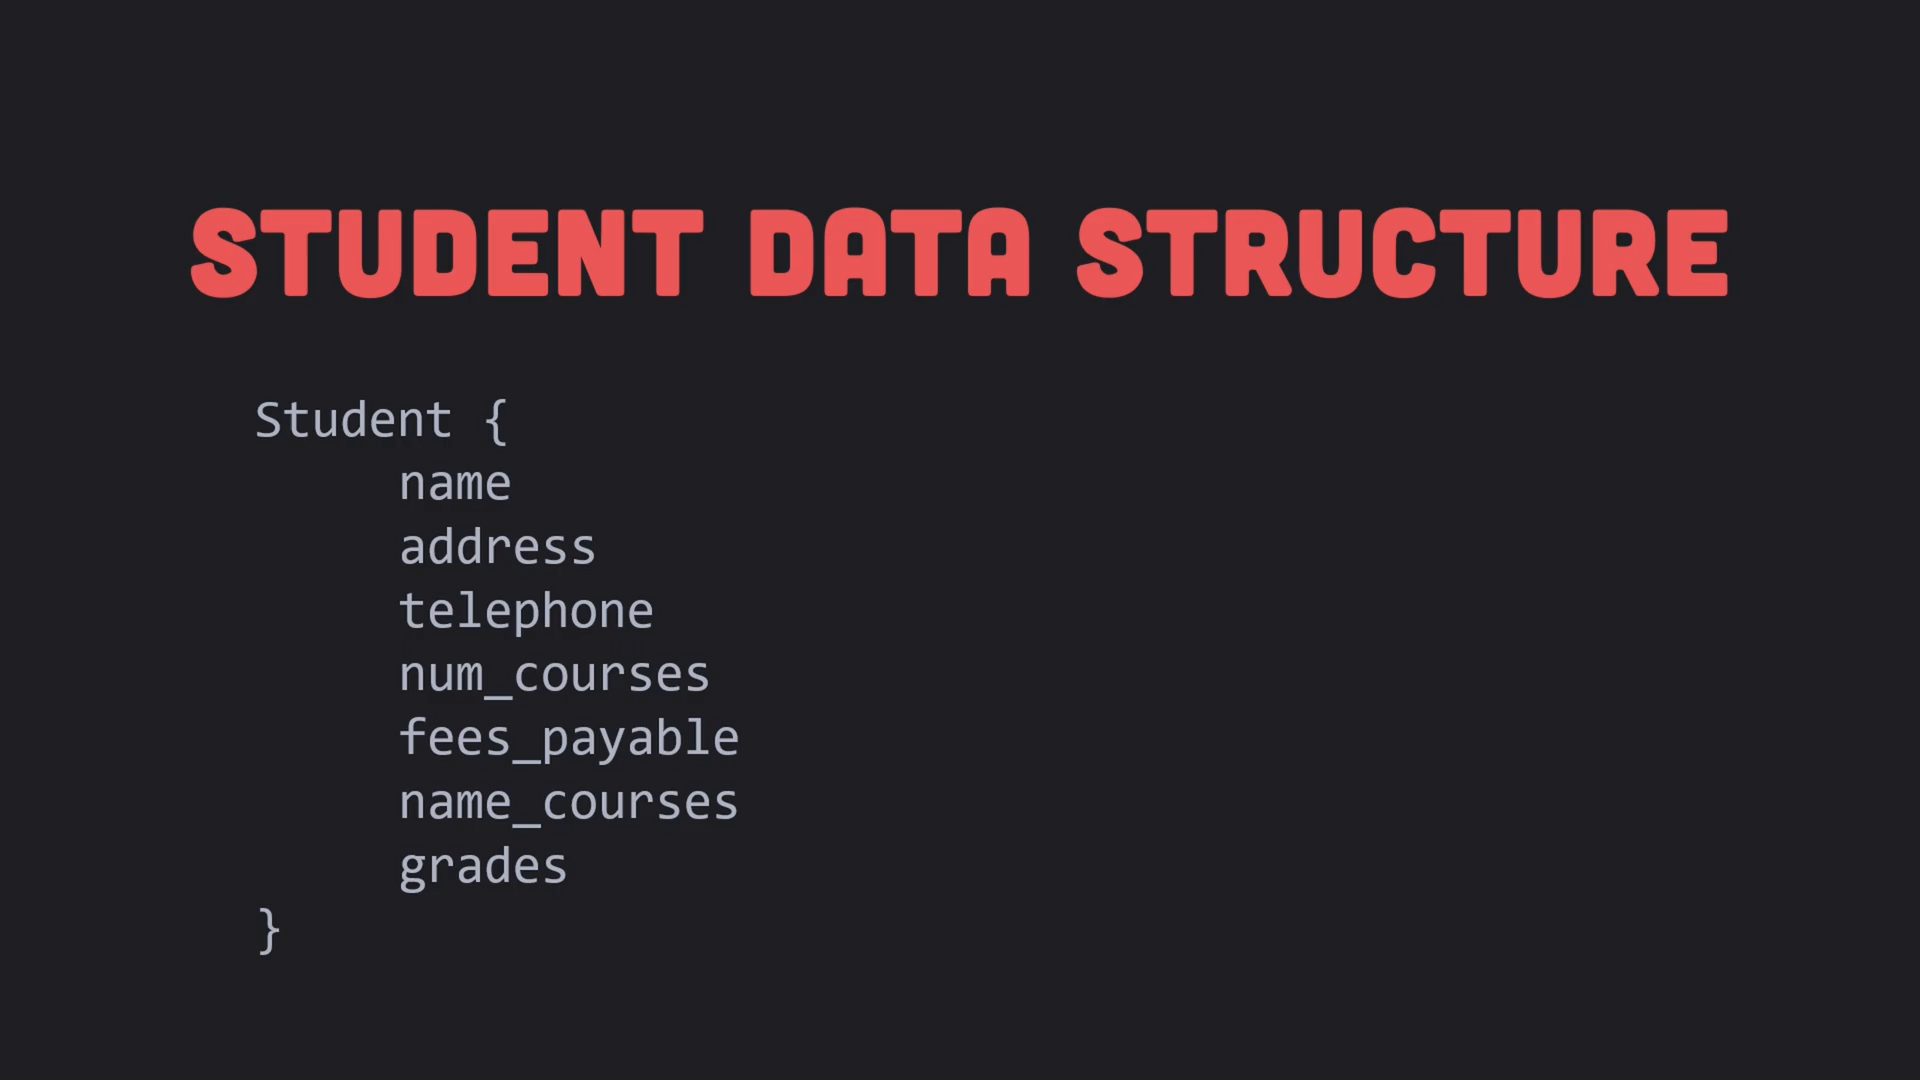 STUDENT DATA STRUCTURE
Student {
name
address
telephone
num_courses
fees_payable
name_courses
grades
}